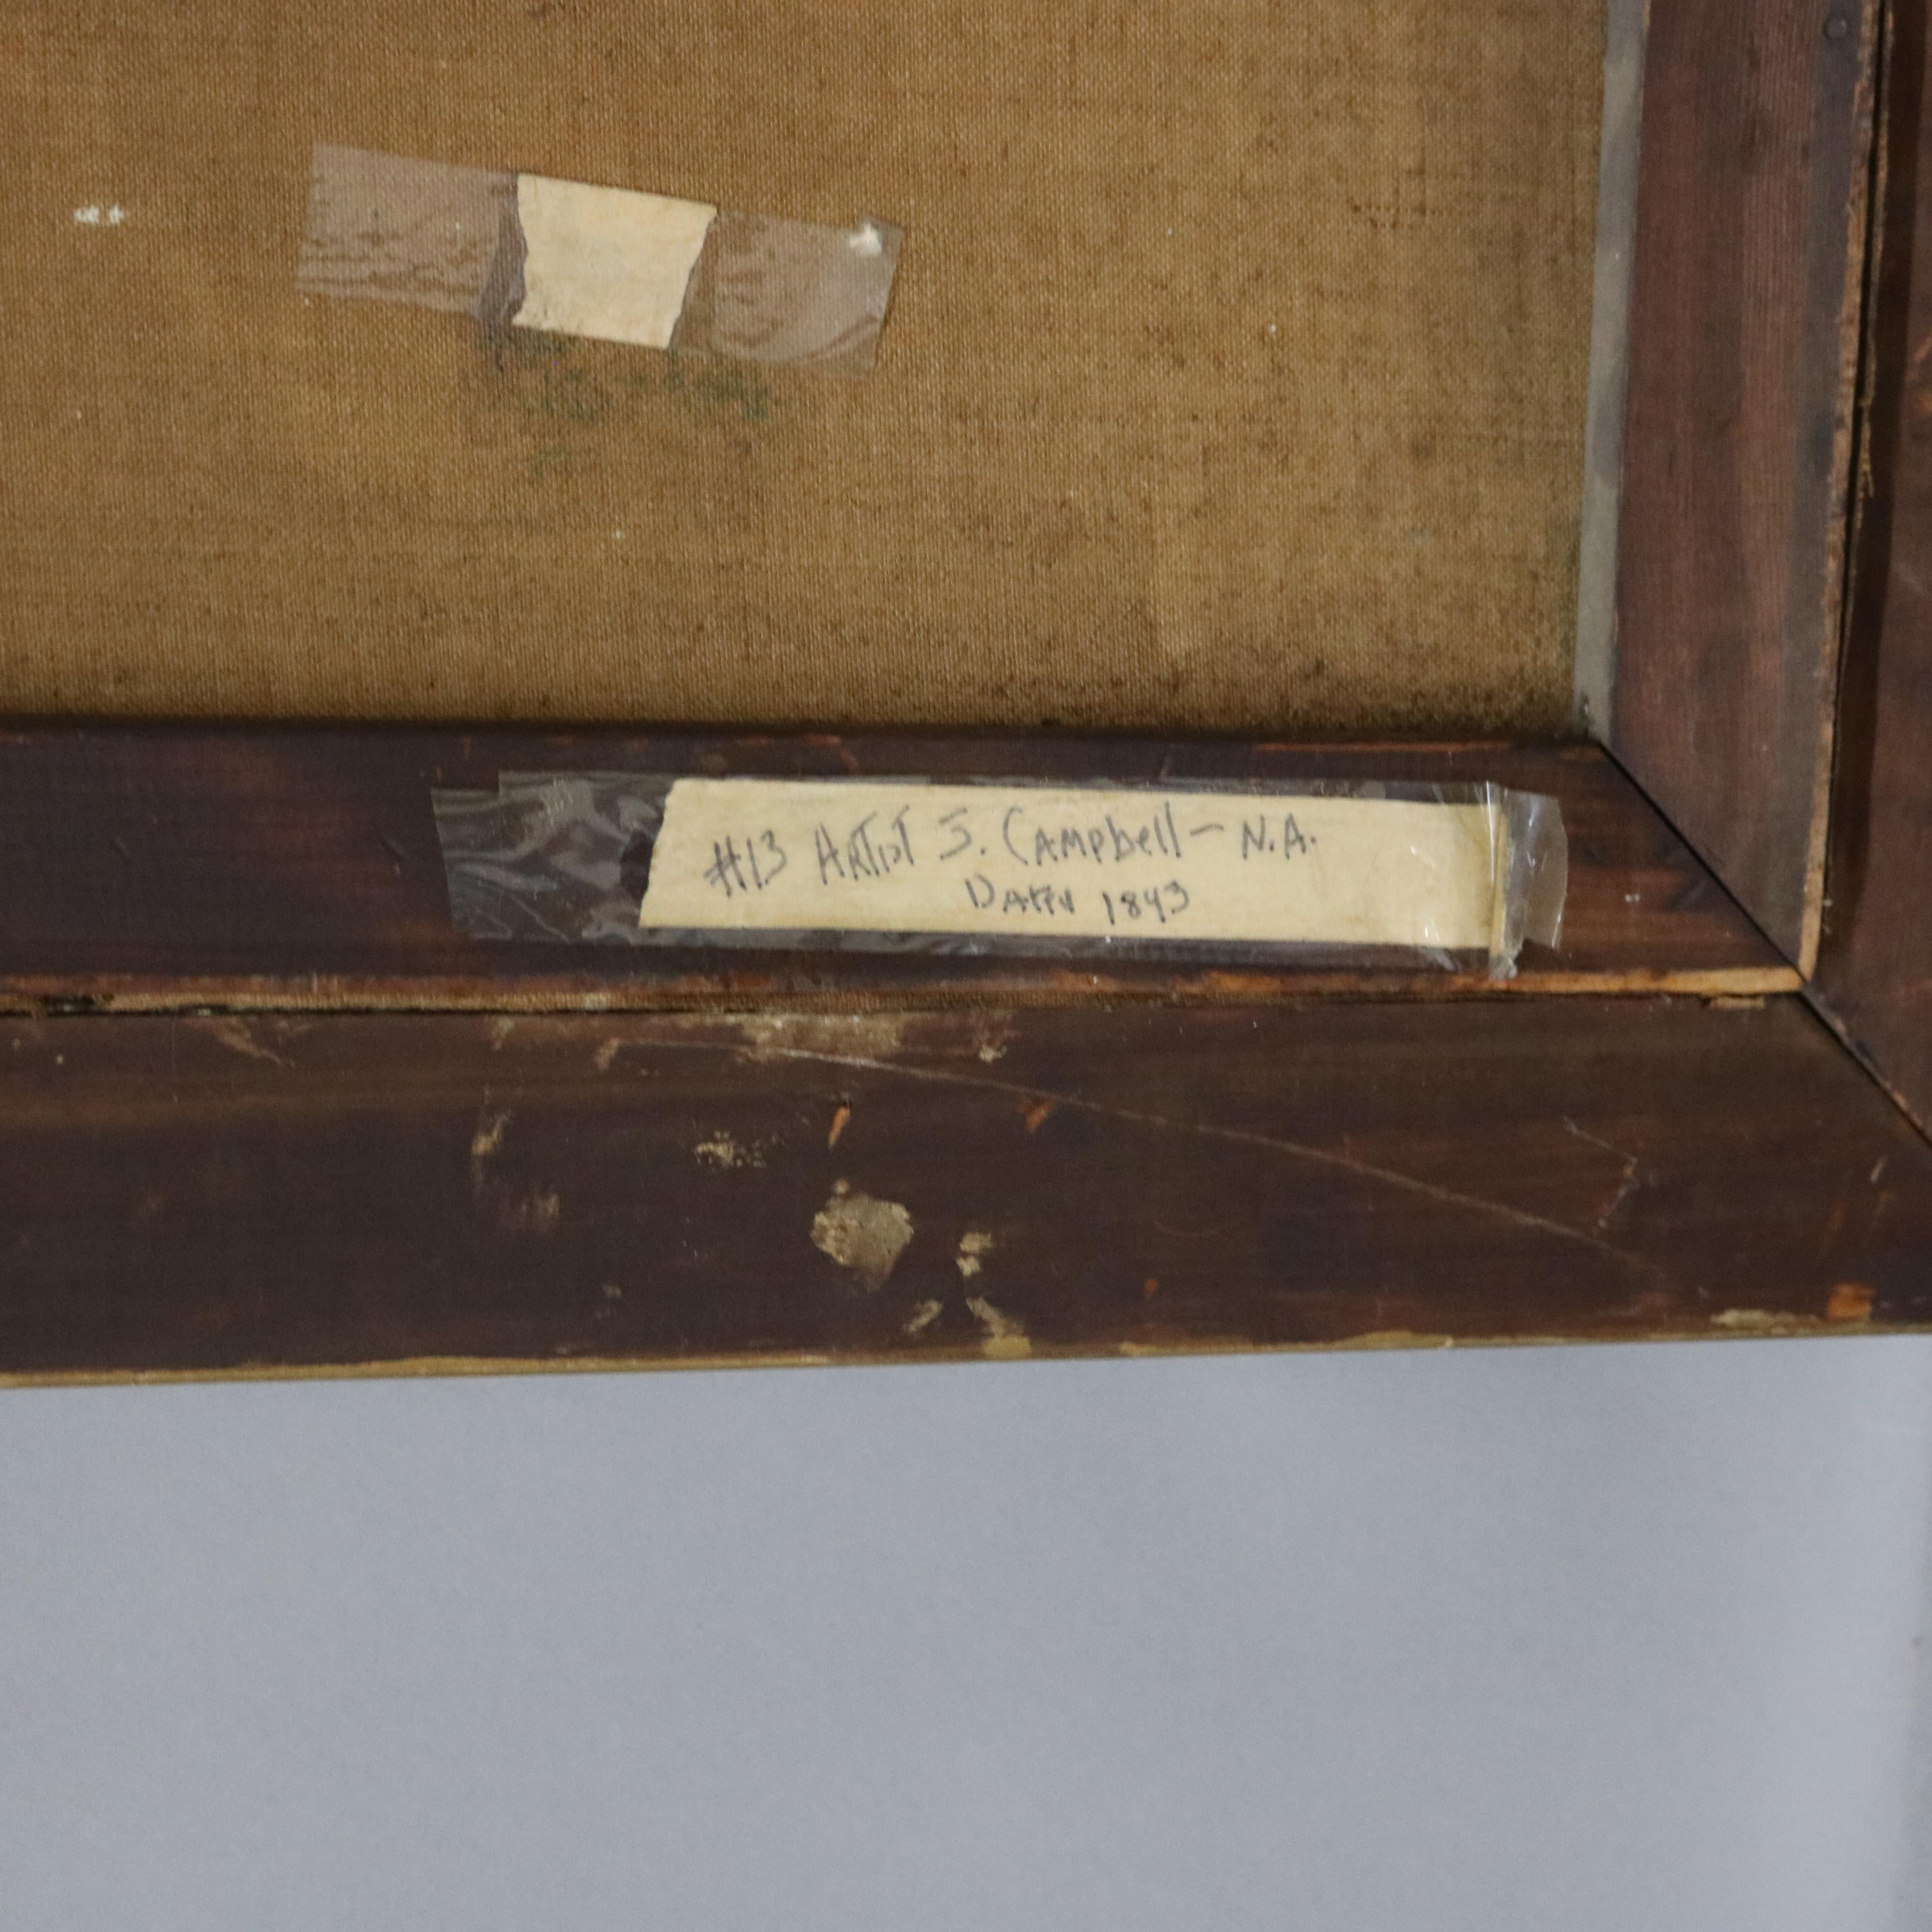 #13 Artist J. Campbell - N.A.
Dated 1843